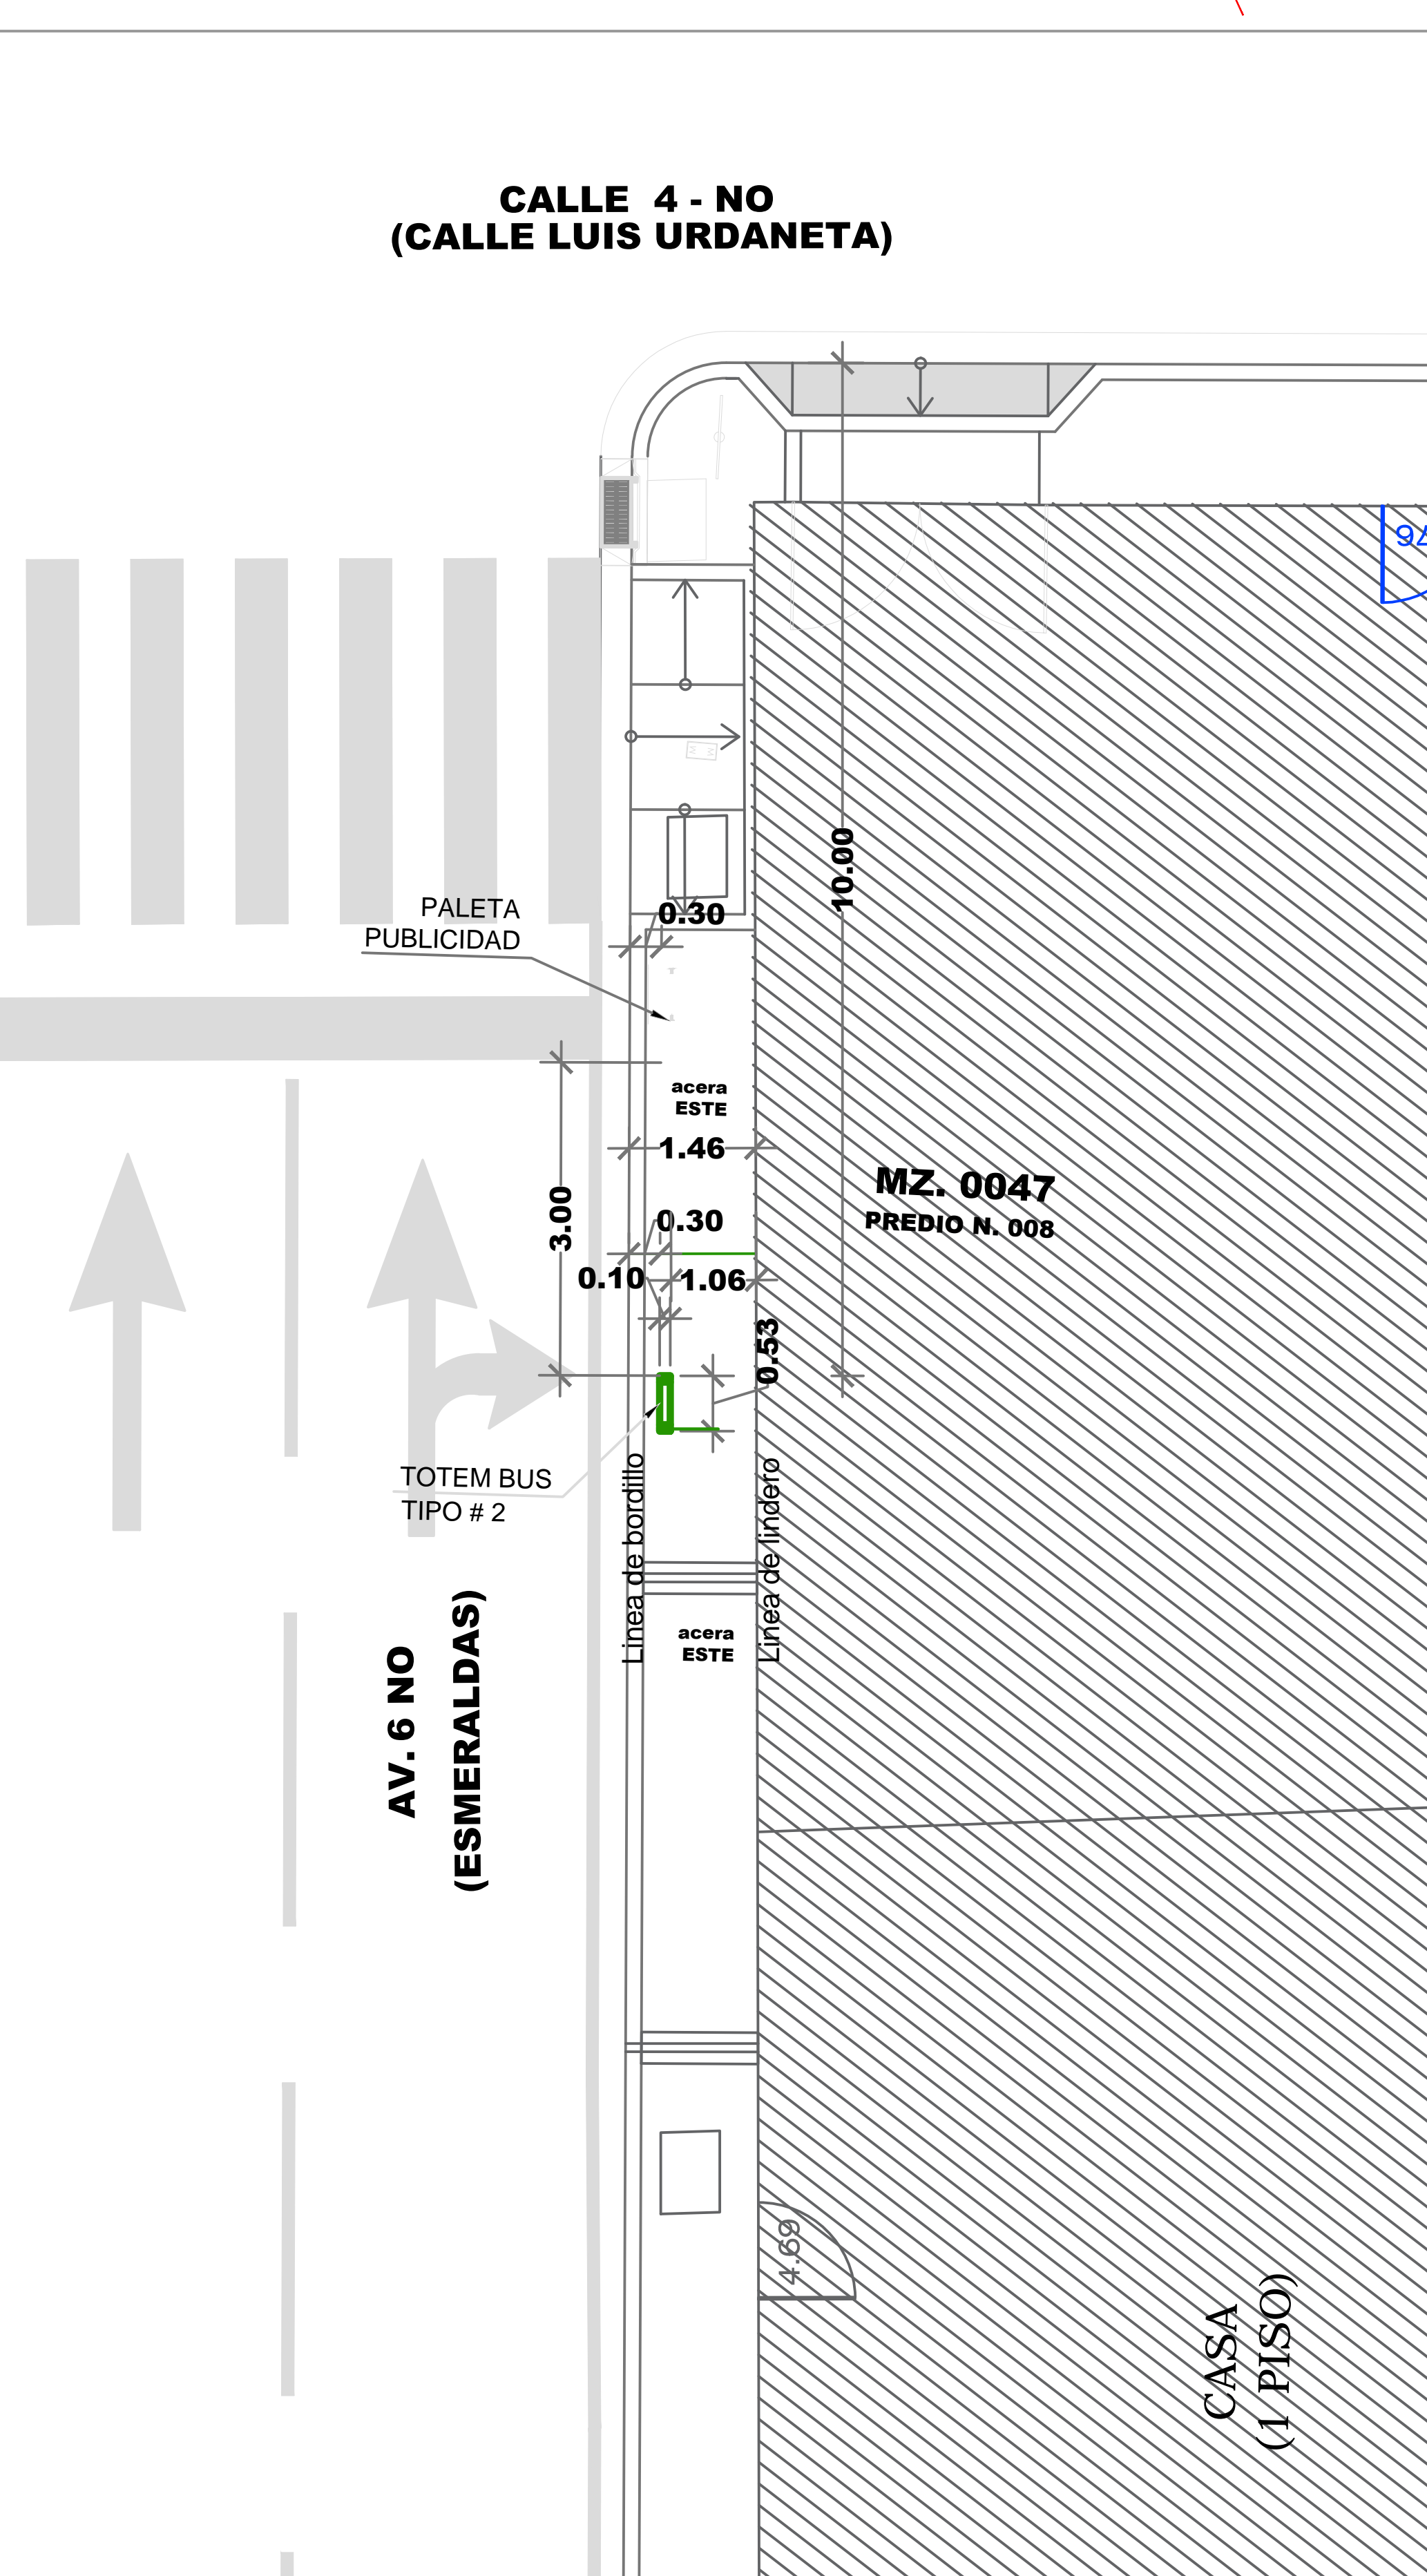 CALLE 4 - NO
(CALLE LUIS URDANETA)
10.00
PALETA
PUBLICIDAD
0.30
acera
ESTE
1.46
3.00
MZ. 0047
PREDIO N. 008
0.30
0.10
1.06
0.53
TOTEM BUS
TIPO # 2
Linea de bordillo
Linea de lindero
acera
ESTE
AV. 6 NO
(ESMERALDAS)
4.69
CASA
(1 PISO)